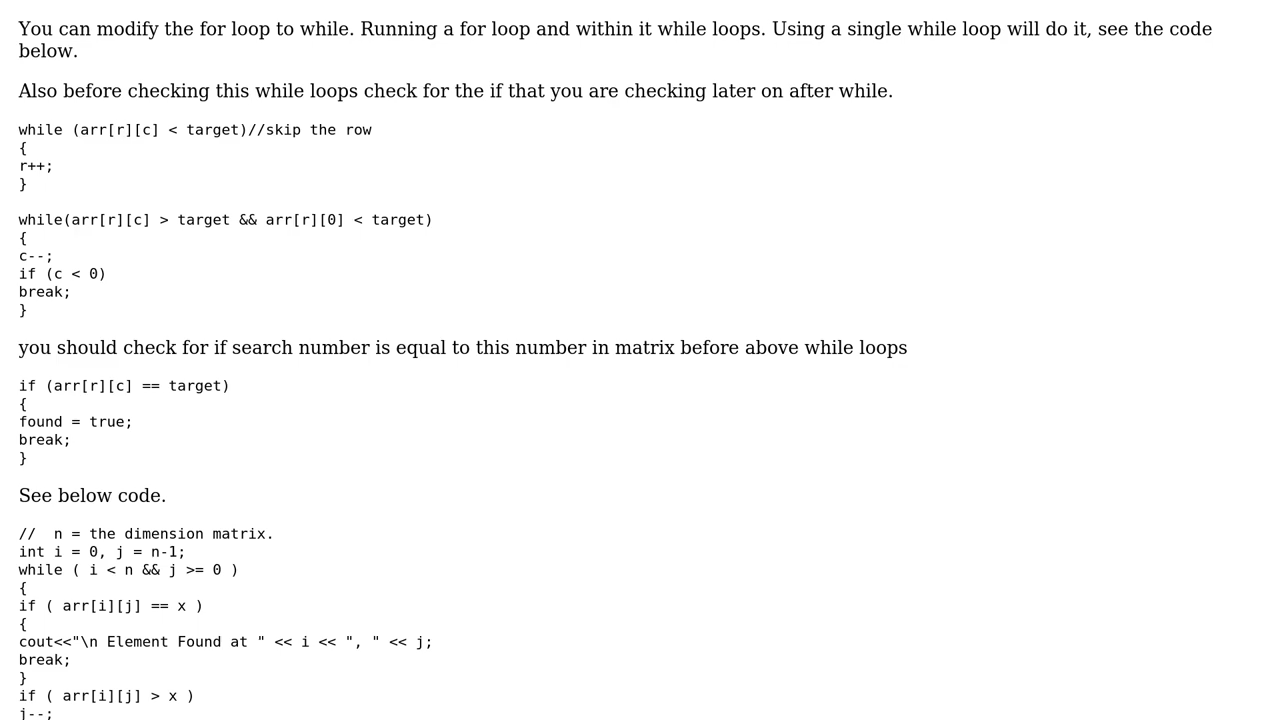 You can modify the for loop to while. Running a for loop and within it while loops. Using a single while loop will do it, see the code
below.
Also before checking this while loops check for the if that you are checking later on after while.
while (arr[r][c] < target)//skip the row
{
r++;
}
while(arr[r][c] > target && arr[r][0] < target)
{
c--;
if (c < 0)
break;
}
you should check for if search number is equal to this number in matrix before above while loops
if (arr[r][c] == target)
{
found = true;
break;
}
See below code.
//  n = the dimension matrix.
int i = 0, j = n-1;
while ( i < n && j >= 0 )
{
if ( arr[i][j] == x )
{
cout<<"\n Element Found at " << i << ", " << j;
break;
}
if ( arr[i][j] > x )
j--;